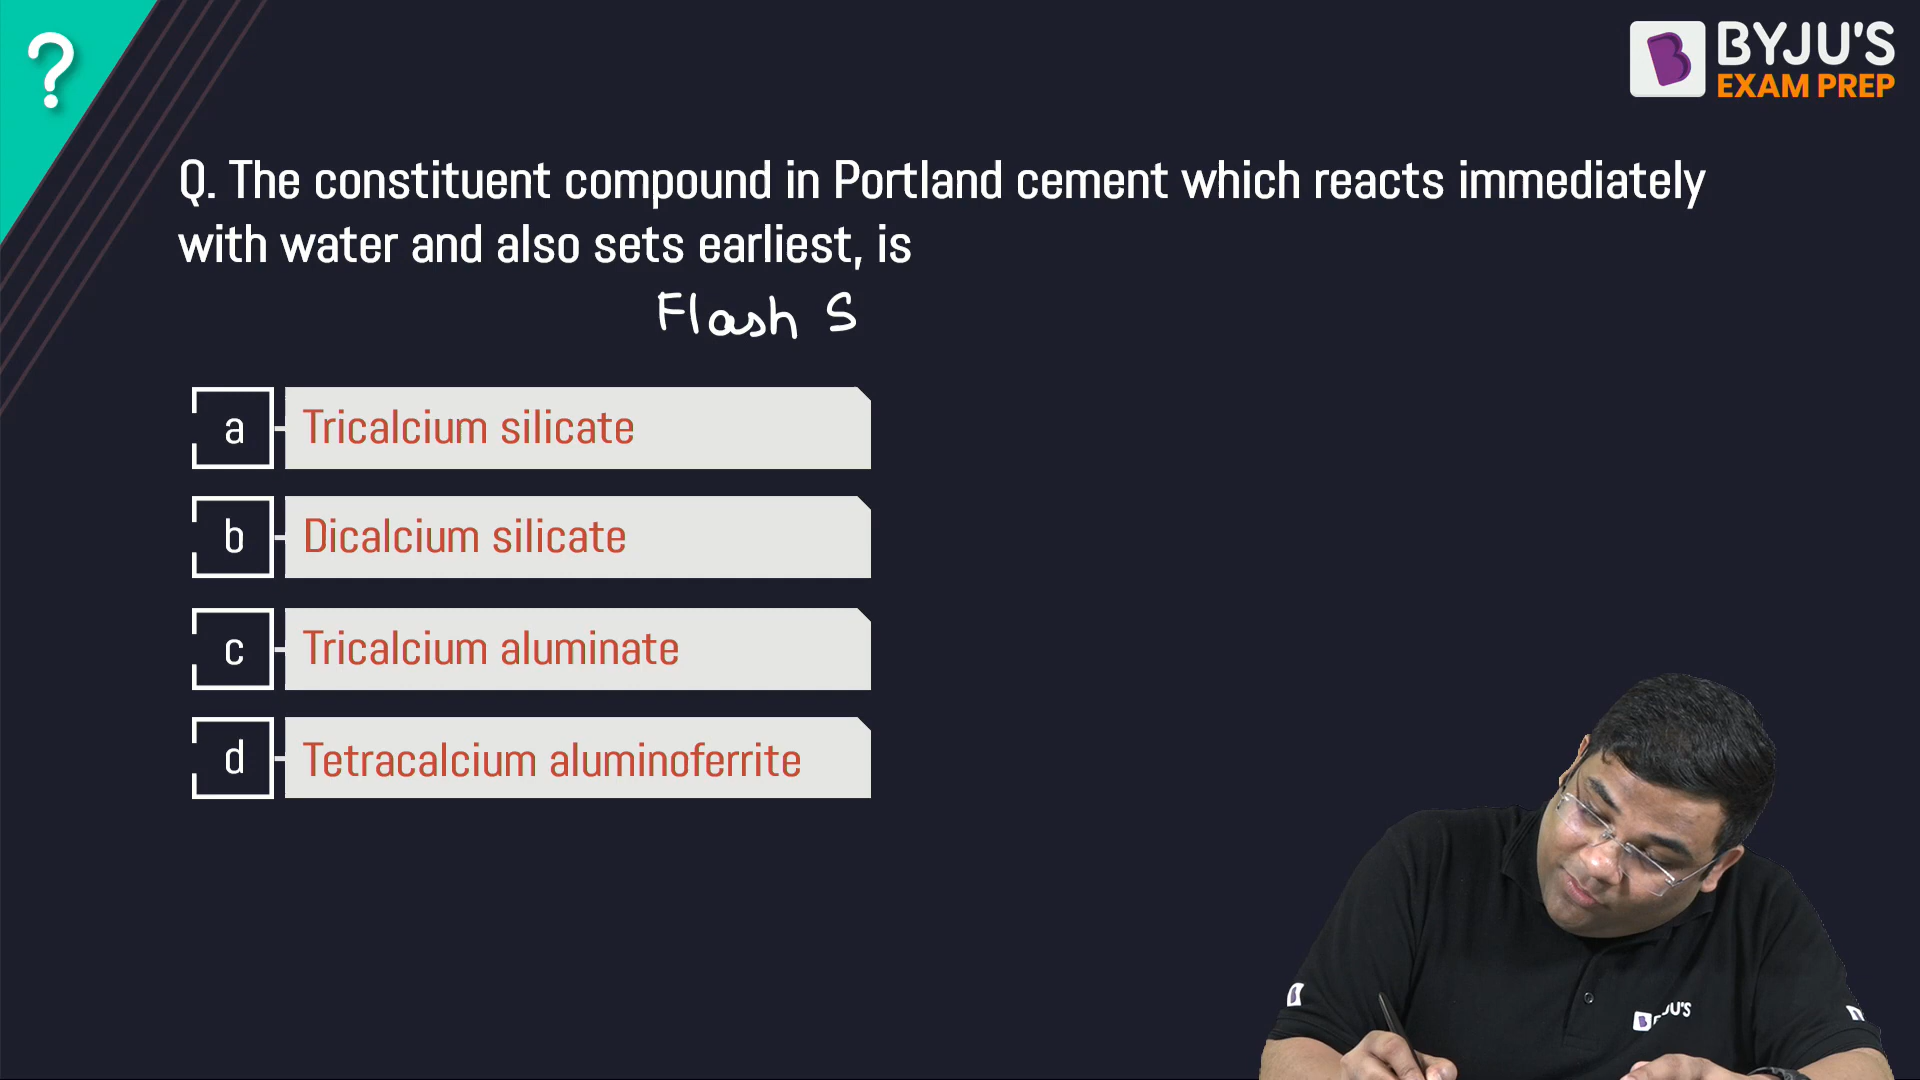 ?
BYJU'S
EXAM PREP
Q. The constituent compound in Portland cement which reacts immediately
with water and also sets earliest, is
Flash S
a Tricalcium silicate
b Dicalcium silicate
c Tricalcium aluminate
d Tetracalcium aluminoferrite